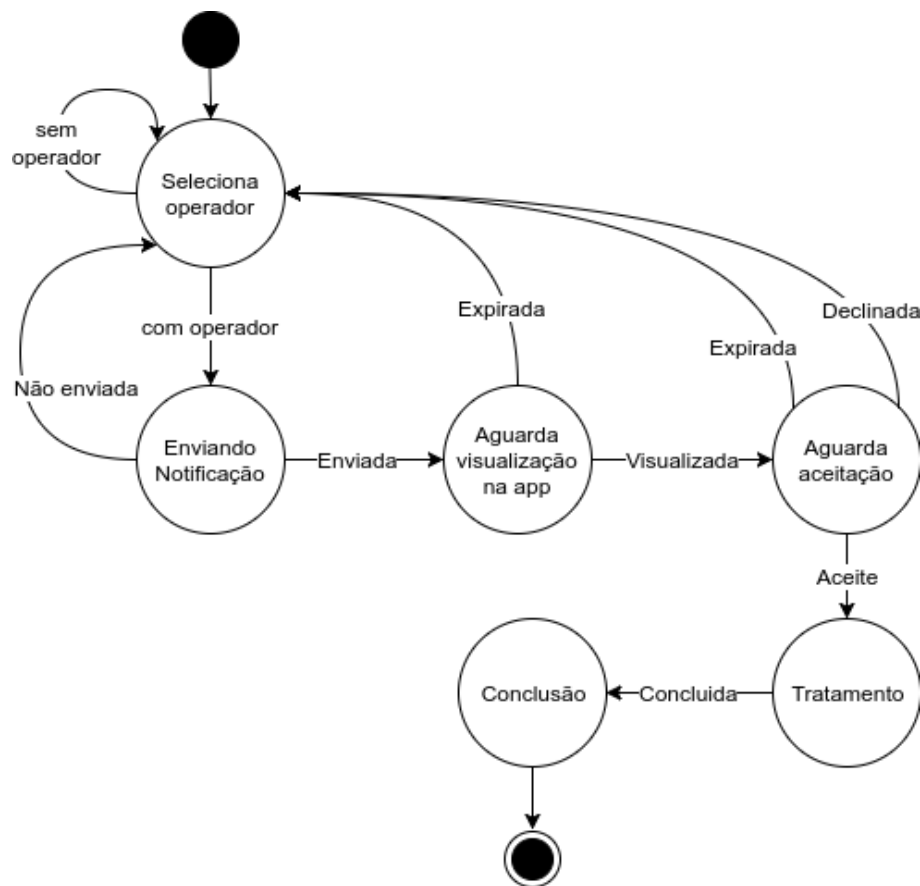 sem
operador
Seleciona
operador
com operador
Expirada
Declinada
Expirada
Não enviada
Enviando
Notificação
Enviada
Aguarda
visualização
na app
Visualizada
Aguarda
aceitação
Aceite
Conclusão
Concluida
Tratamento